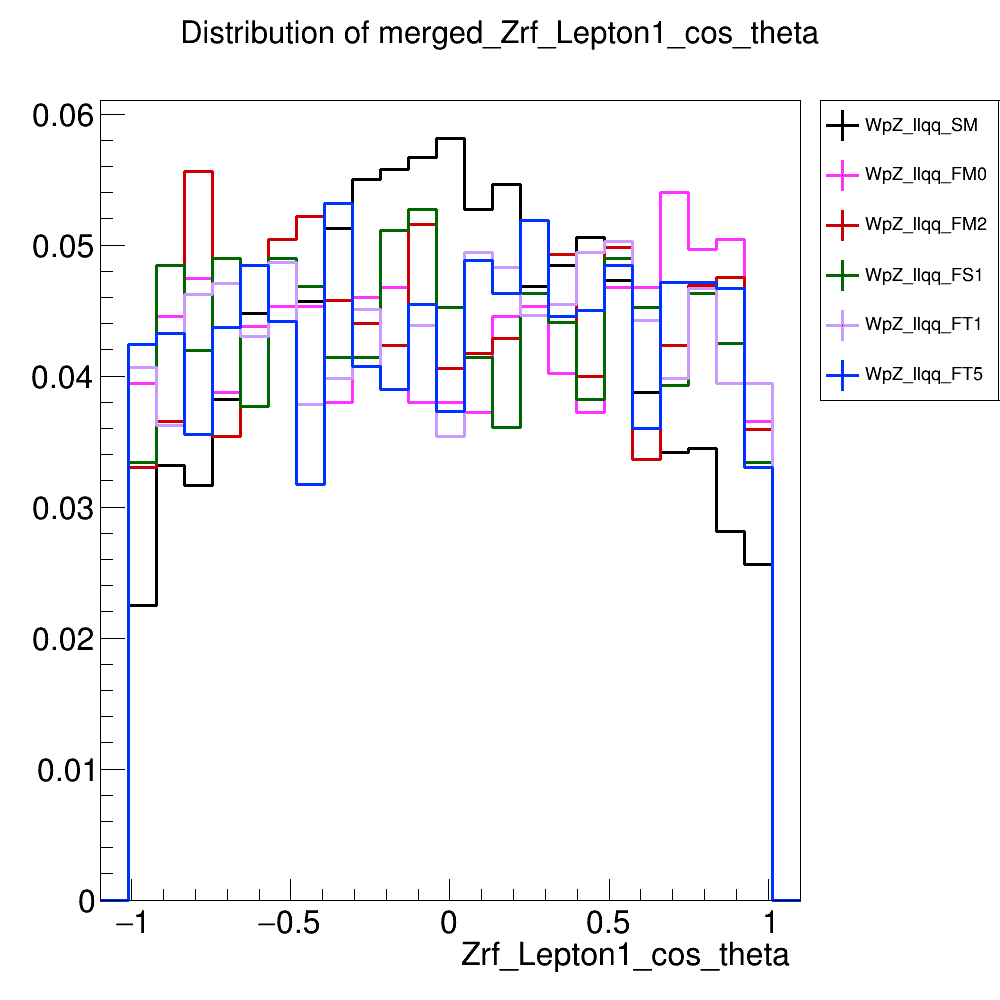 Distribution of merged_Zrf_Lepton1_cos_theta
0.06
0.05
0.04
0.03
0.02
0.01
0
−1
−0.5
0
0.5
1
Zrf_Lepton1_cos_theta
WpZ_llqq_SM
WpZ_llqq_FM0
WpZ_llqq_FM2
WpZ_llqq_FS1
WpZ_llqq_FT1
WpZ_llqq_FT5